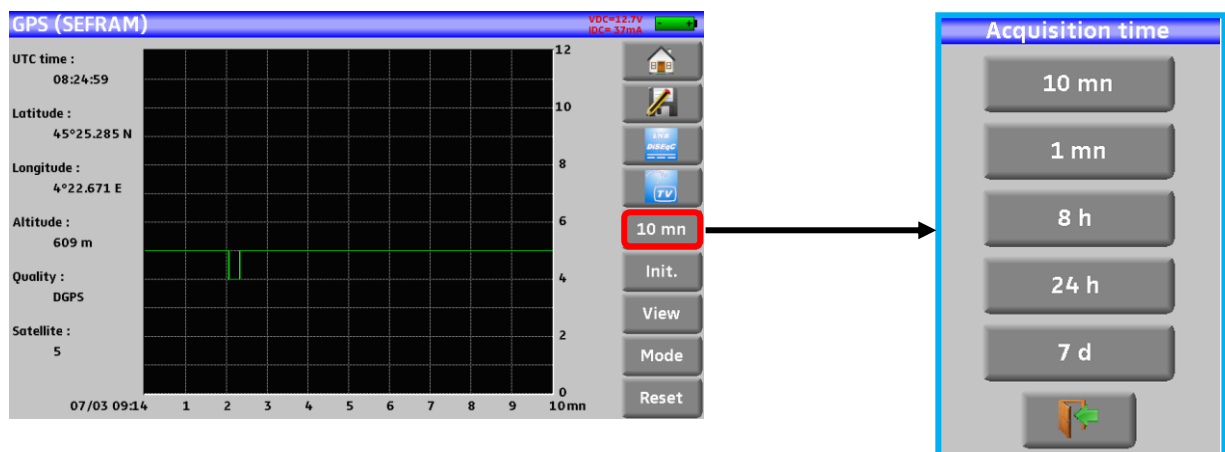 GPS (SEFRAM)
VDC=12.7V
IDC= 37mA
- +
UTC time :
08:24:59
Latitude :
45°25.285 N
Longitude :
4°22.671 E
Altitude :
609 m
Quality :
DGPS
Satellite :
5
12
10
8
6
4
2
0
07/03 09:14 1 2 3 4 5 6 7 8 9 10mn
LNB
DiSEqC
TV
10 mn
Init.
View
Mode
Reset
Acquisition time
10 mn
1 mn
8 h
24 h
7 d